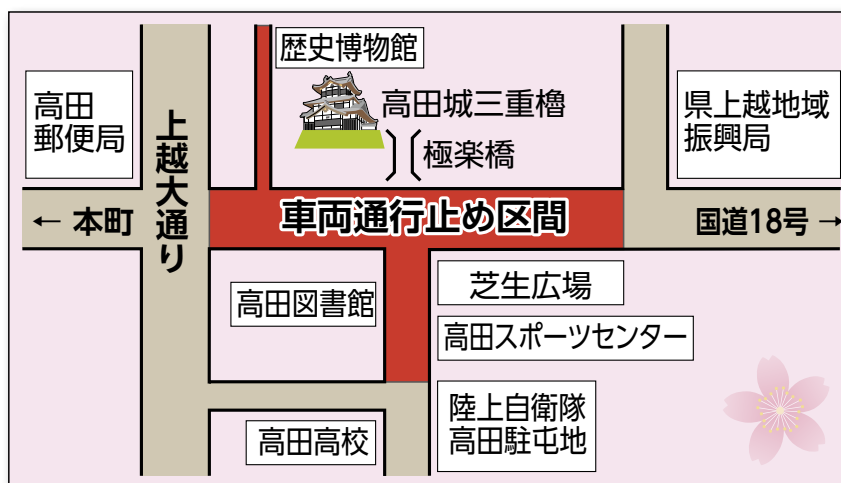 歴史博物館
高田
郵便局
上越大通り
高田城三重櫓
極楽橋
県上越地域
振興局
← 本町
車両通行止め区間
国道18号 →
高田図書館
芝生広場
高田スポーツセンター
高田高校
陸上自衛隊
高田駐屯地